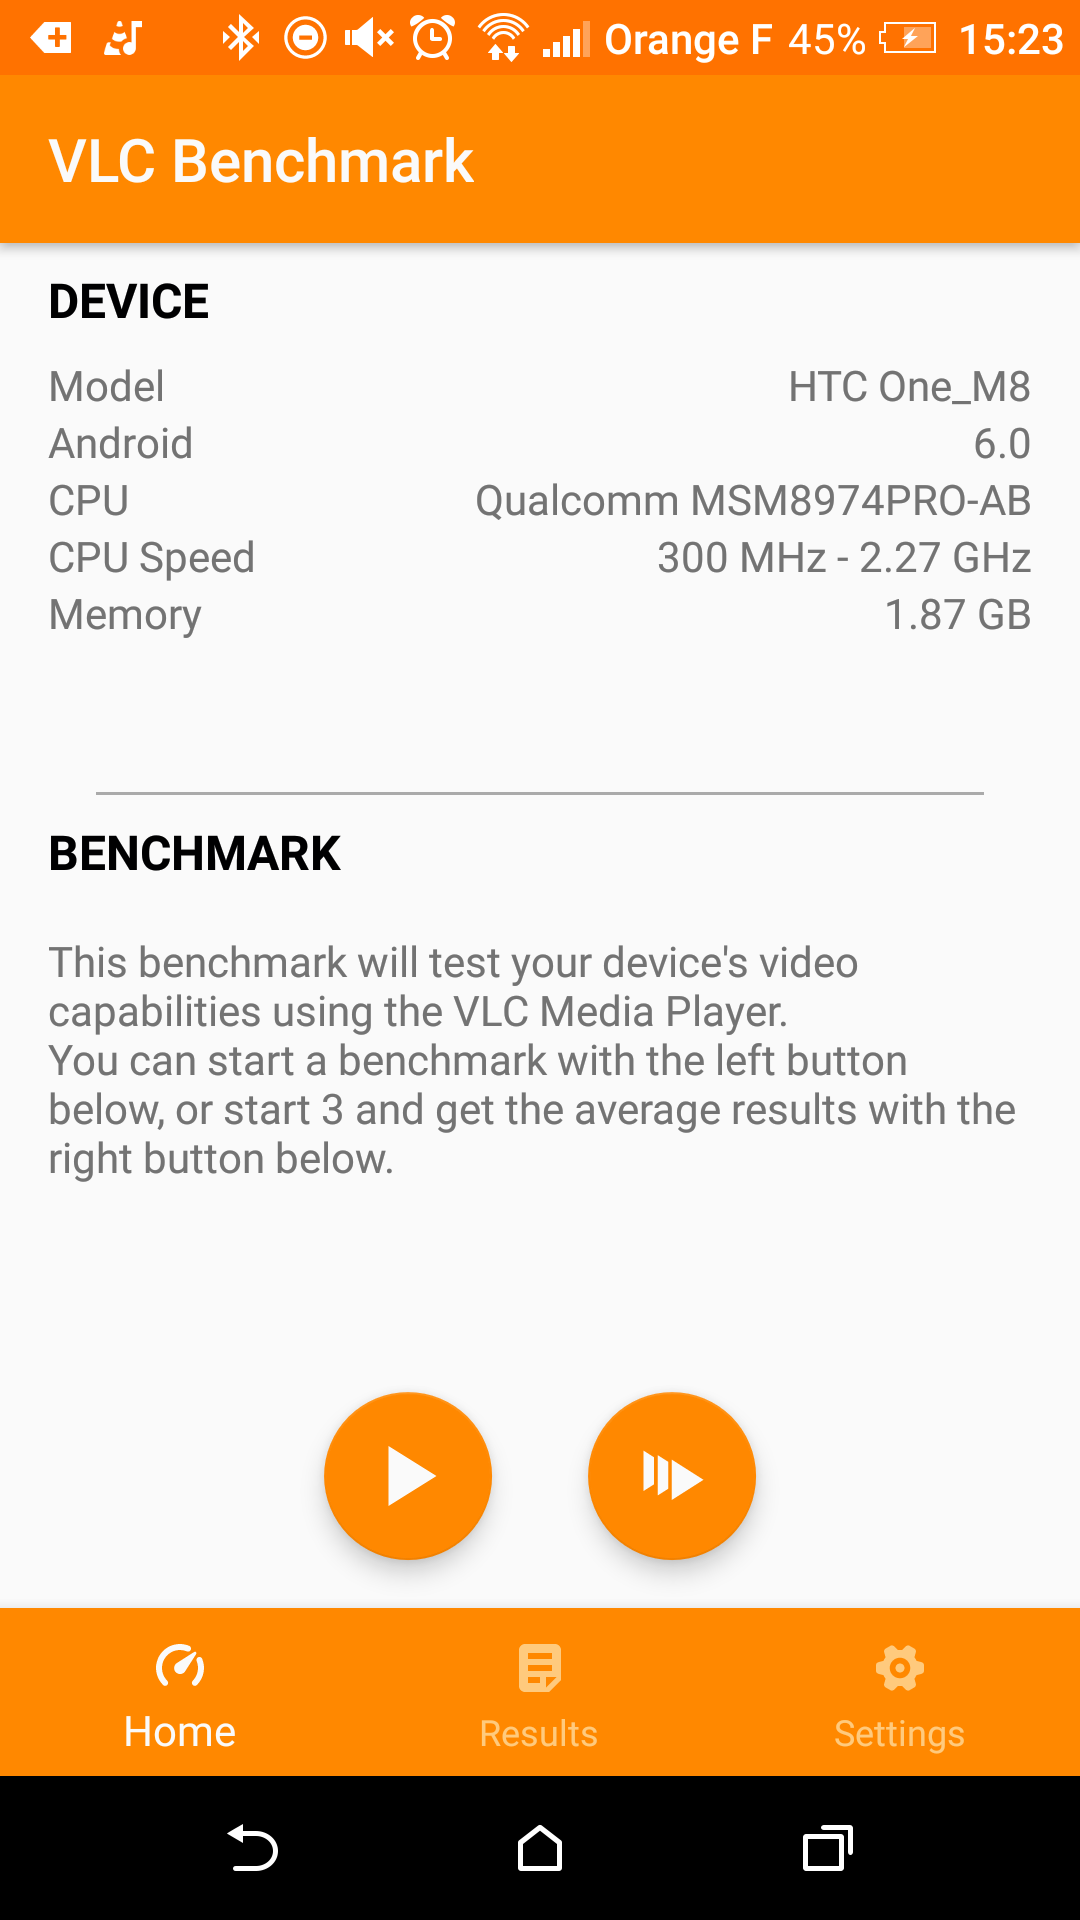 Orange F 45% 15:23
VLC Benchmark
DEVICE
Model HTC One_M8
Android 6.0
CPU Qualcomm MSM8974PRO-AB
CPU Speed 300 MHz - 2.27 GHz
Memory 1.87 GB
BENCHMARK
This benchmark will test your device's video
capabilities using the VLC Media Player.
You can start a benchmark with the left button
below, or start 3 and get the average results with the
right button below.
Home Results Settings